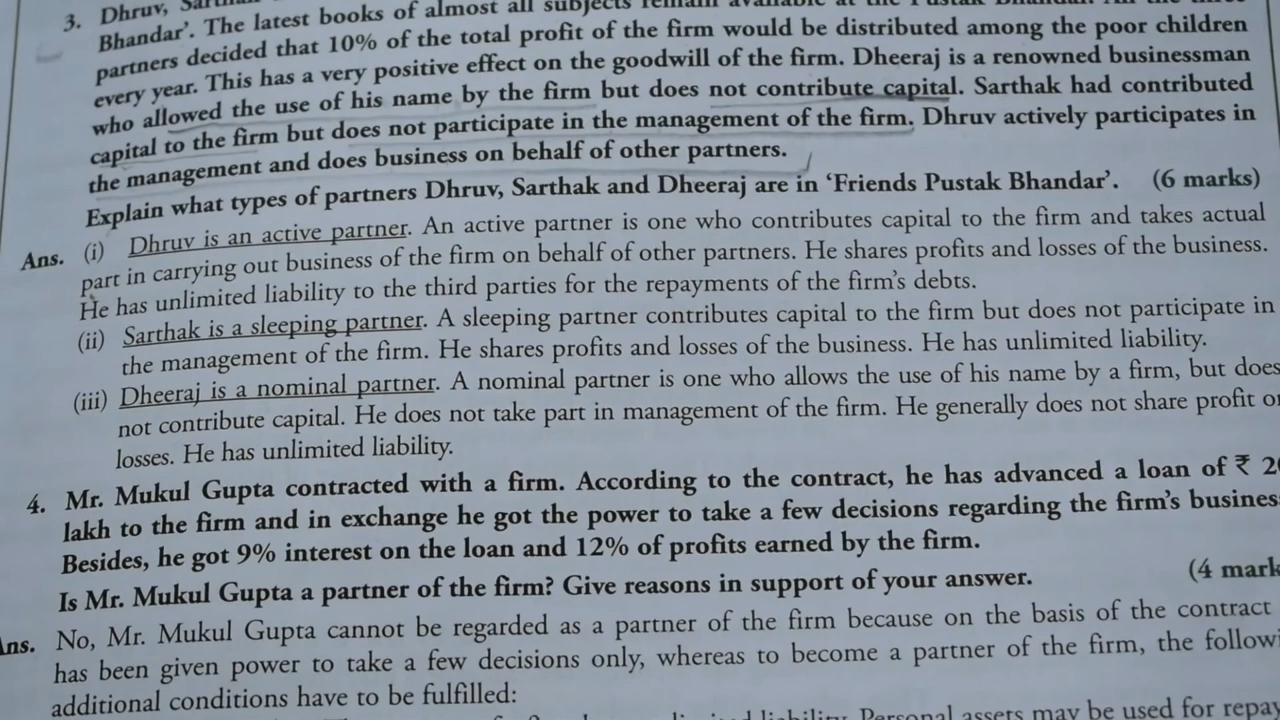 3. Dhruv,
Bhandar'. The latest books of almost all subjects remain available at the Pustak
partners decided that 10% of the total profit of the firm would be distributed among the poor children
every year. This has a very positive effect on the goodwill of the firm. Dheeraj is a renowned businessman
who allowed the use of his name by the firm but does not contribute capital. Sarthak had contributed
capital to the firm but does not participate in the management of the firm. Dhruv actively participates in
the management and does business on behalf of other partners.
Explain what types of partners Dhruv, Sarthak and Dheeraj are in 'Friends Pustak Bhandar'. (6 marks)
Ans. (i) Dhruv is an active partner. An active partner is one who contributes capital to the firm and takes actual
part in carrying out business of the firm on behalf of other partners. He shares profits and losses of the business.
He has unlimited liability to the third parties for the repayments of the firm's debts.
(ii) Sarthak is a sleeping partner. A sleeping partner contributes capital to the firm but does not participate in
the management of the firm. He shares profits and losses of the business. He has unlimited liability.
(iii) Dheeraj is a nominal partner. A nominal partner is one who allows the use of his name by a firm, but does
not contribute capital. He does not take part in management of the firm. He generally does not share profit or
losses. He has unlimited liability.
4. Mr. Mukul Gupta contracted with a firm. According to the contract, he has advanced a loan of ₹
lakh to the firm and in exchange he got the power to take a few decisions regarding the firm's busines
Besides, he got 9% interest on the loan and 12% of profits earned by the firm.
Is Mr. Mukul Gupta a partner of the firm? Give reasons in support of your answer. (4 mark
Ans. No, Mr. Mukul Gupta cannot be regarded as a partner of the firm because on the basis of the contract
has been given power to take a few decisions only, whereas to become a partner of the firm, the followi
additional conditions have to be fulfilled:
liability. Personal assets may be used for repay